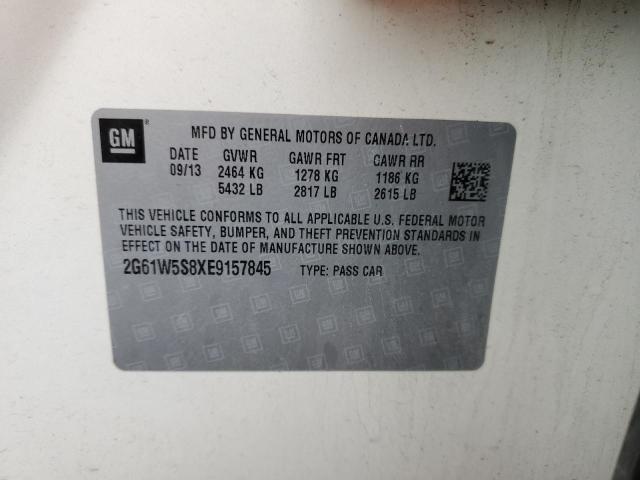 GM ®
MFD BY GENERAL MOTORS OF CANADA LTD.
DATE GVWR GAWR FRT GAWR RR
09/13 2464 KG 1278 KG 1186 KG
5432 LB 2817 LB 2615 LB
THIS VEHICLE CONFORMS TO ALL APPLICABLE U.S. FEDERAL MOTOR
VEHICLE SAFETY, BUMPER, AND THEFT PREVENTION STANDARDS IN
EFFECT ON THE DATE OF MANUFACTURE SHOWN ABOVE.
2G61W5S8XE9157845 TYPE: PASS CAR